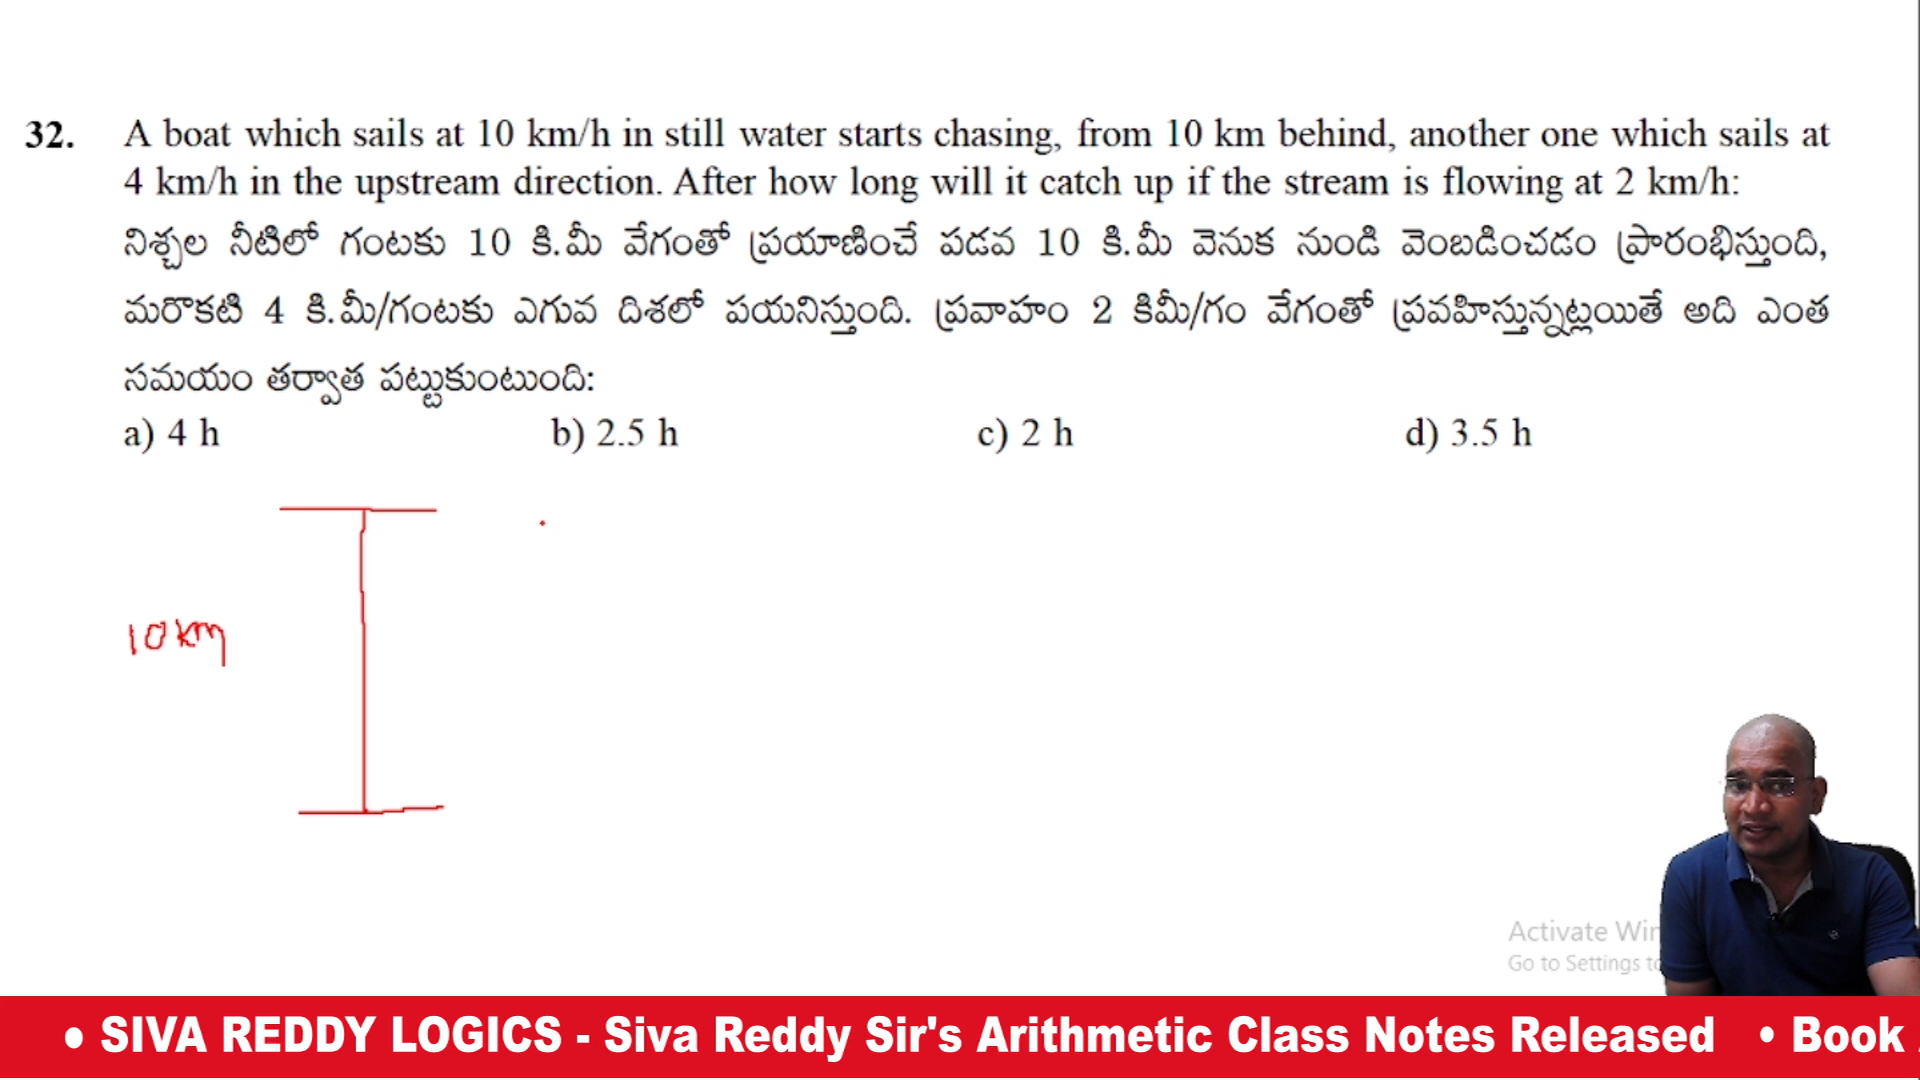 32. A boat which sails at 10 km/h in still water starts chasing, from 10 km behind, another one which sails at
4 km/h in the upstream direction. After how long will it catch up if the stream is flowing at 2 km/h:
నిశ్చల నీటిలో గంటకు 10 కి.మీ వేగంతో ప్రయాణించే పడవ 10 కి.మీ వెనుక నుండి వెంబడించడం ప్రారంభిస్తుంది,
మరొకటి 4 కి.మీ/గంటకు ఎగువ దిశలో పయనిస్తుంది. ప్రవాహం 2 కిమీ/గం వేగంతో ప్రవహిస్తున్నట్లయితే అది ఎంత
సమయం తర్వాత పట్టుకుంటుంది:
a) 4 h b) 2.5 h c) 2 h d) 3.5 h
10 km
Activate Win
Go to Settings to
• SIVA REDDY LOGICS - Siva Reddy Sir's Arithmetic Class Notes Released • Book